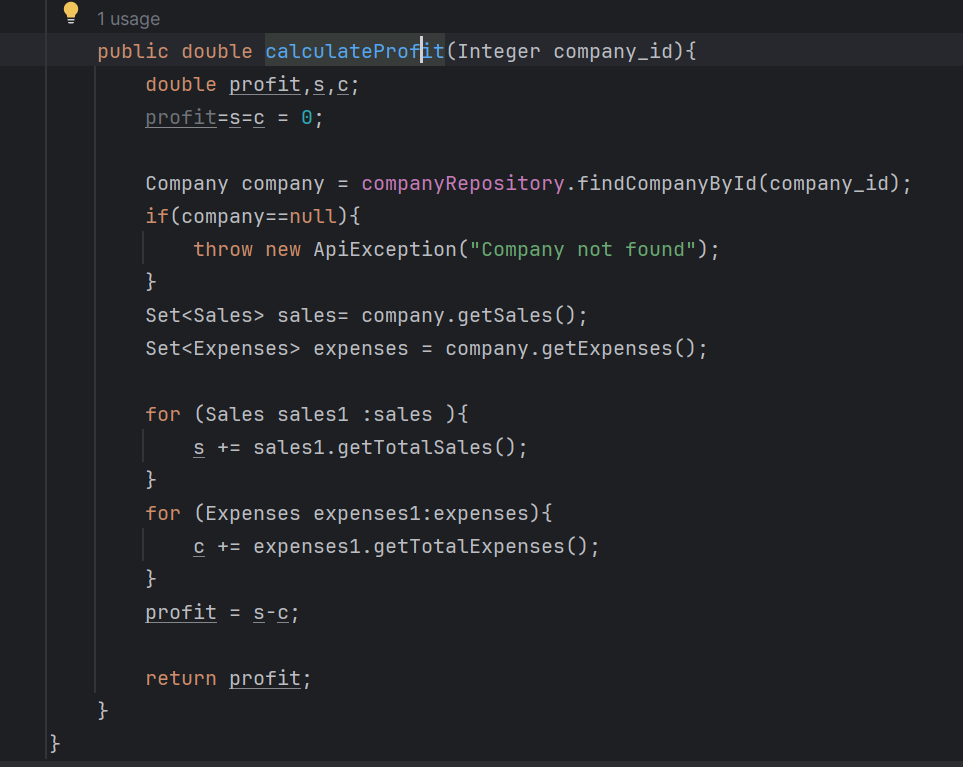 1 usage
public double calculateProfit(Integer company_id){
double profit,s,c;
profit=s=c = 0;
Company company = companyRepository.findCompanyById(company_id);
if(company==null){
throw new ApiException("Company not found");
}
Set<Sales> sales= company.getSales();
Set<Expenses> expenses = company.getExpenses();
for (Sales sales1 :sales ){
s += sales1.getTotalSales();
}
for (Expenses expenses1:expenses){
c += expenses1.getTotalExpenses();
}
profit = s-c;
return profit;
}
}